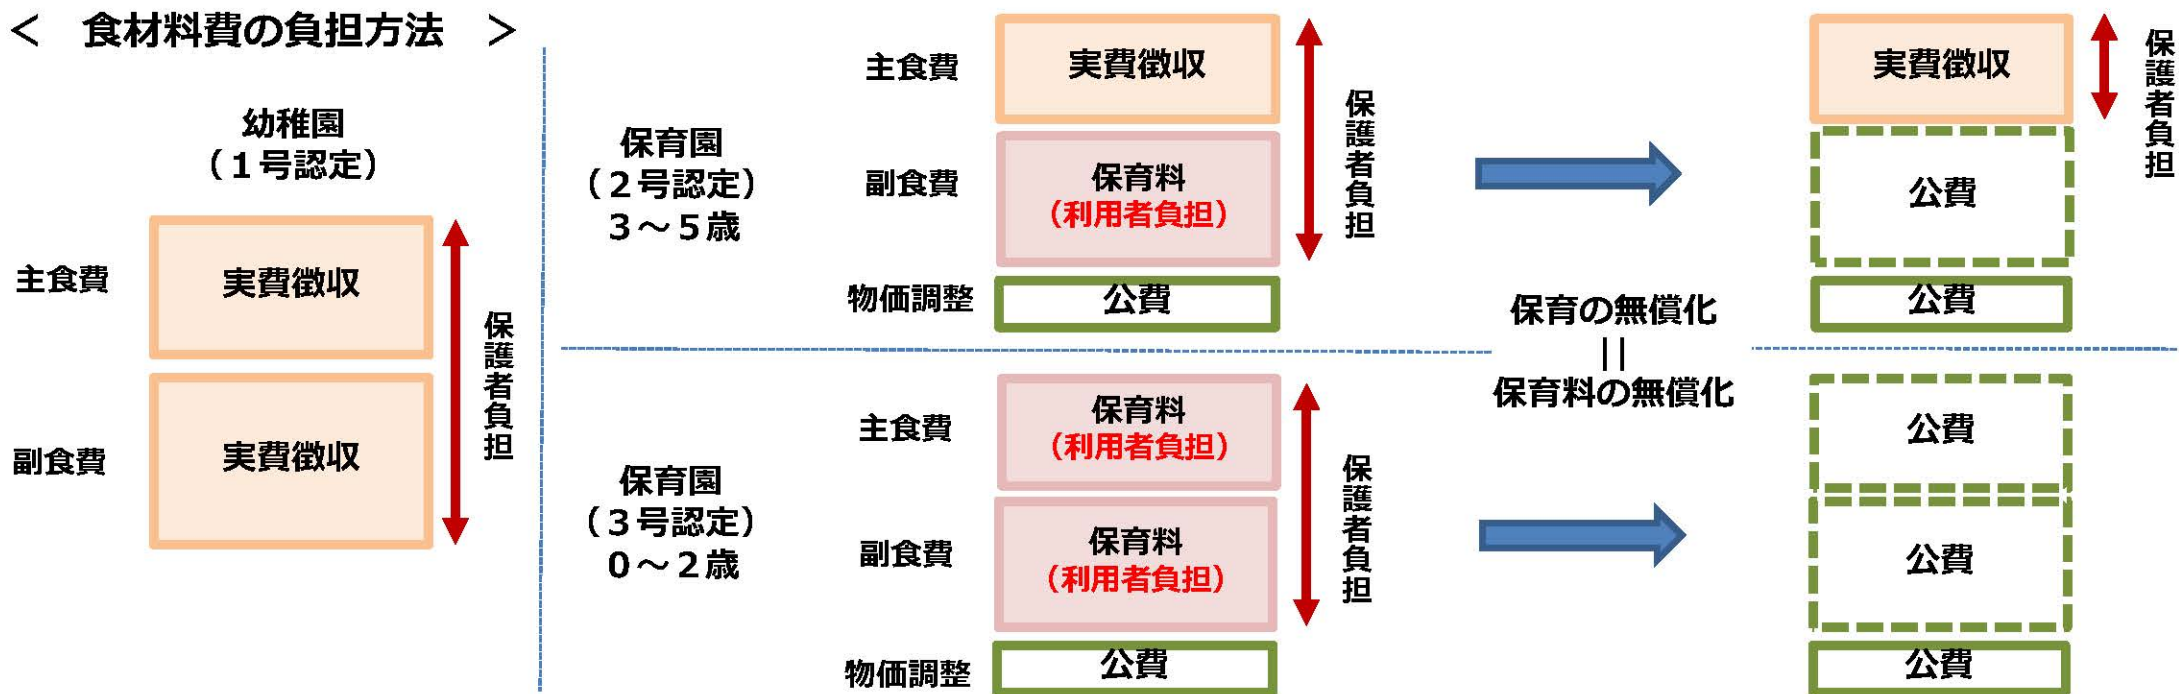 ＜　食材料費の負担方法　＞
幼稚園
（１号認定）
主食費
実費徴収
副食費
実費徴収
保護者負担
保育園
（２号認定）
３～５歳
主食費
実費徴収
副食費
保育料
（利用者負担）
物価調整
公費
保護者負担
実費徴収
公費
公費
保護者負担
保育の無償化
||
保育料の無償化
保育園
（３号認定）
０～２歳
主食費
保育料
（利用者負担）
副食費
保育料
（利用者負担）
物価調整
公費
保護者負担
公費
公費
公費